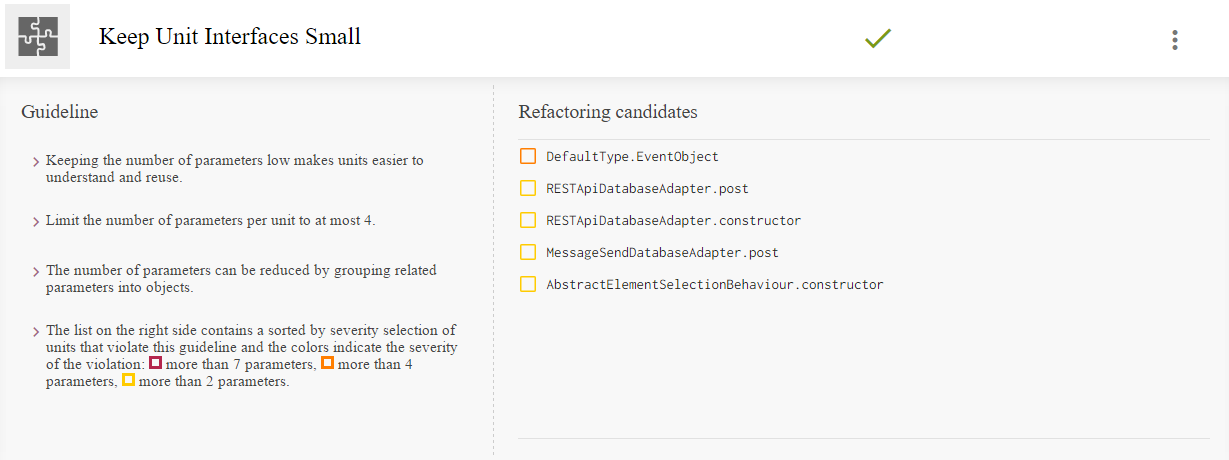 Keep Unit Interfaces Small
Guideline
Keeping the number of parameters low makes units easier to
understand and reuse.
Limit the number of parameters per unit to at most 4.
The number of parameters can be reduced by grouping related
parameters into objects.
The list on the right side contains a sorted by severity selection of
units that violate this guideline and the colors indicate the severity
of the violation: more than 7 parameters, more than 4
parameters, more than 2 parameters.
Refactoring candidates
DefaultType.EventObject
RESTApiDatabaseAdapter.post
RESTApiDatabaseAdapter.constructor
MessageSendDatabaseAdapter.post
AbstractElementSelectionBehaviour.constructor